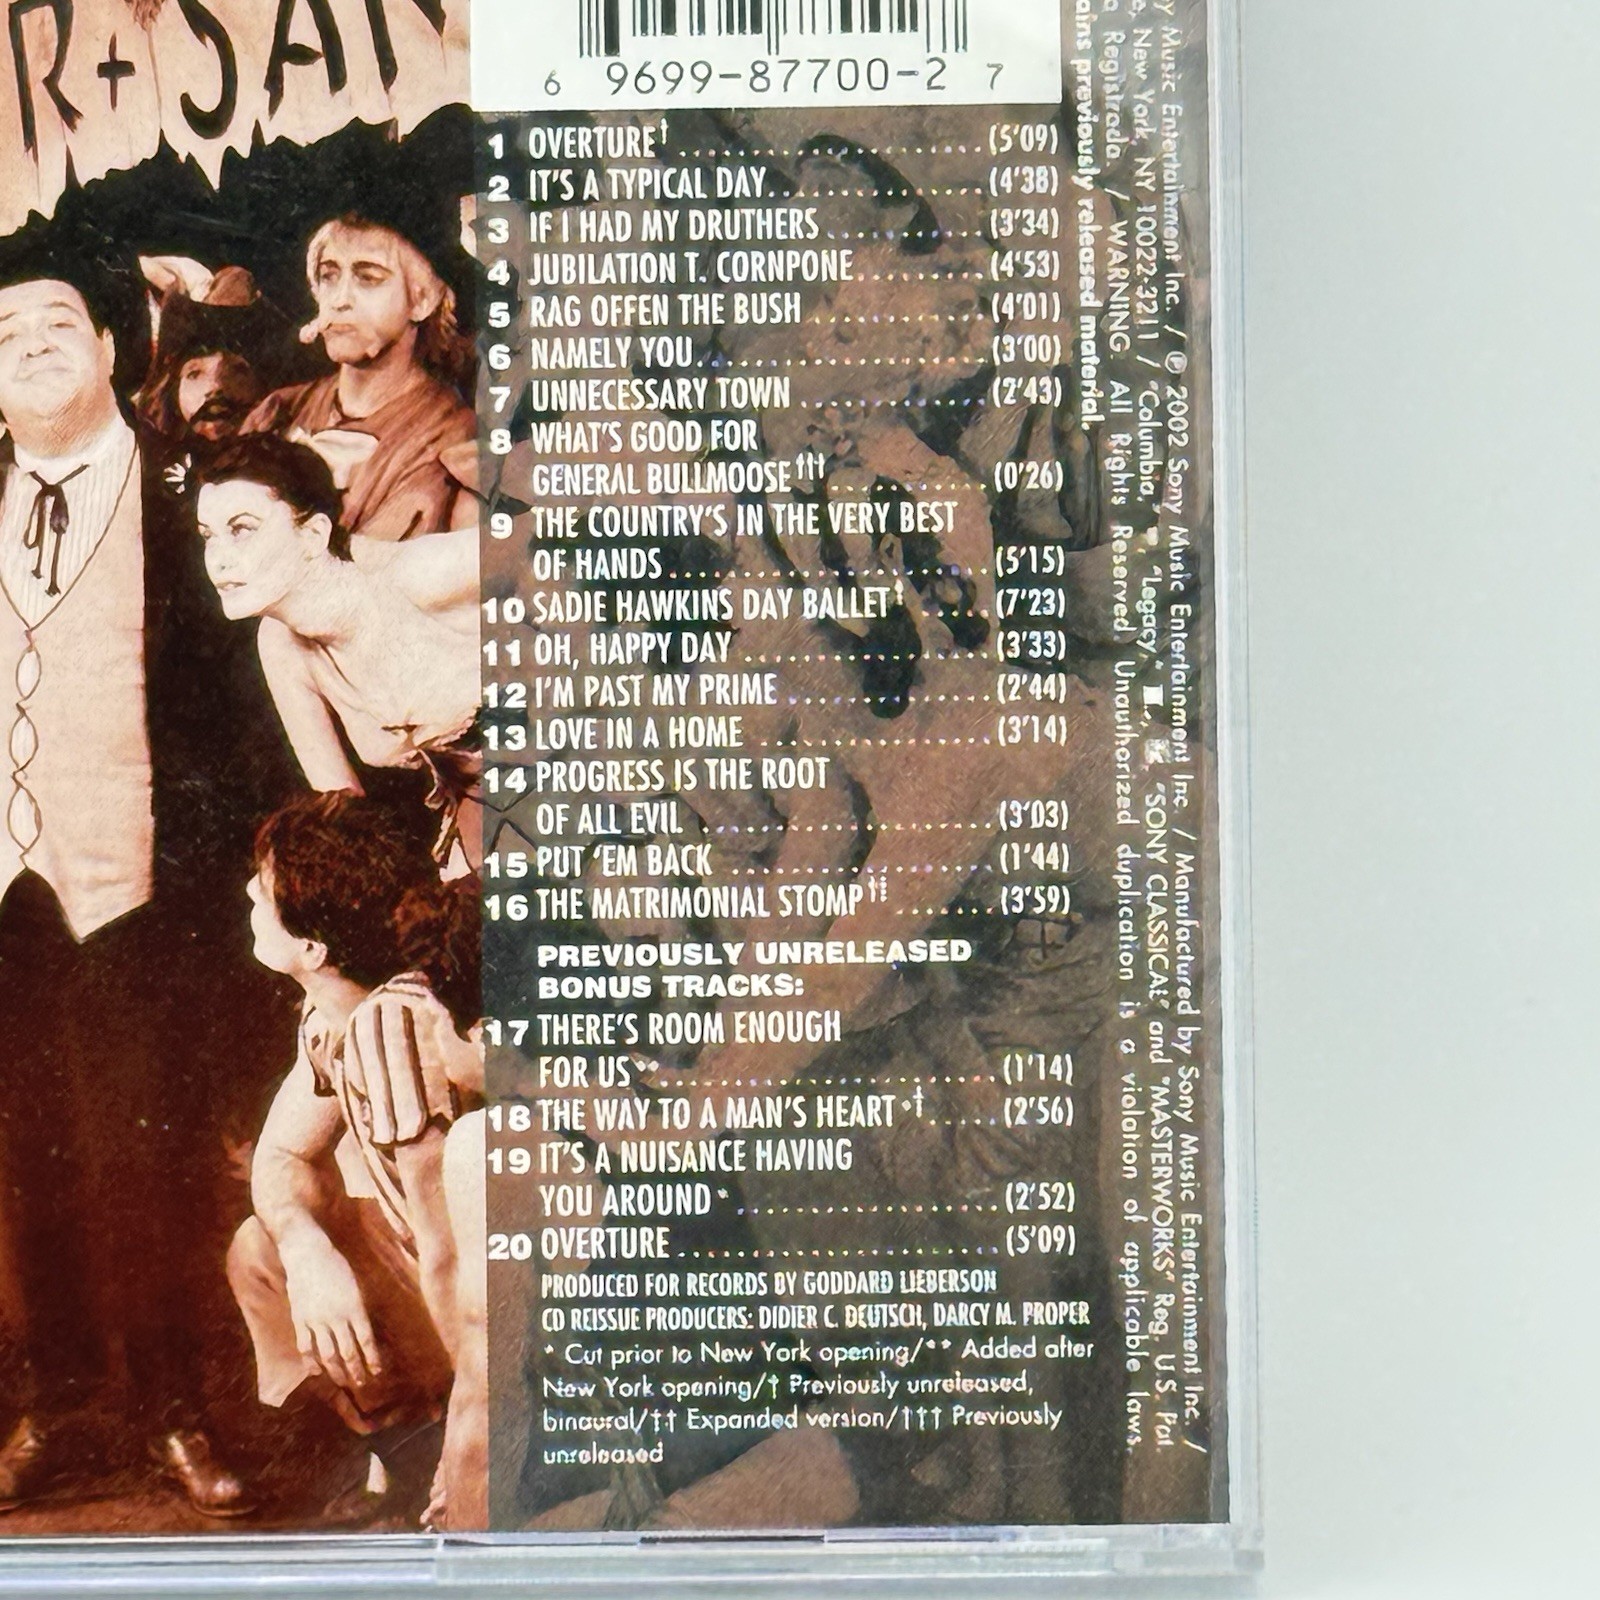 R + SAN
6 9699-87700-2 7
1 OVERTURE† (5'09)
2 IT'S A TYPICAL DAY (4'38)
3 IF I HAD MY DRUTHERS (3'34)
4 JUBILATION T. CORNPONE (4'53)
5 RAG OFFEN THE BUSH (4'01)
6 NAMELY YOU (3'00)
7 UNNECESSARY TOWN (2'43)
8 WHAT'S GOOD FOR
GENERAL BULLMOOSE††† (0'26)
9 THE COUNTRY'S IN THE VERY BEST
OF HANDS (5'15)
10 SADIE HAWKINS DAY BALLET† (7'23)
11 OH, HAPPY DAY (3'33)
12 I'M PAST MY PRIME (2'44)
13 LOVE IN A HOME (3'14)
14 PROGRESS IS THE ROOT
OF ALL EVIL (3'03)
15 PUT 'EM BACK (1'44)
16 THE MATRIMONIAL STOMP†† (3'59)
PREVIOUSLY UNRELEASED
BONUS TRACKS:
17 THERE'S ROOM ENOUGH
FOR US** (1'14)
18 THE WAY TO A MAN'S HEART*† (2'56)
19 IT'S A NUISANCE HAVING
YOU AROUND* (2'52)
20 OVERTURE (5'09)
PRODUCED FOR RECORDS BY GODDARD LIEBERSON
CD REISSUE PRODUCERS: DIDIER C. DEUTSCH, DARCY M. PROPER
* Cut prior to New York opening/** Added after
New York opening/† Previously unreleased,
binaural/†† Expanded version/††† Previously
unreleased
Music Entertainment Inc. / ℗ 2002 Sony Music Entertainment Inc. / Manufactured by Sony Music Entertainment Inc. /
New York, NY 10022-3211 / "Columbia," "Legacy," "SONY CLASSICAL" and "MASTERWORKS" Reg. U.S. Pat.
Registrada. / WARNING: All Rights Reserved. Unauthorized duplication is a violation of applicable laws.
previously released material.